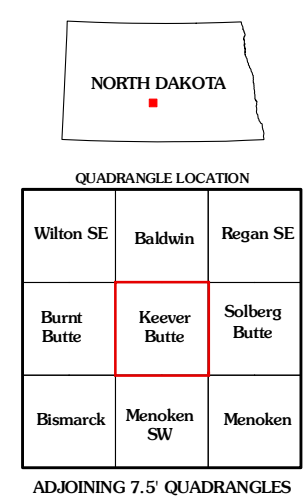 NORTH DAKOTA
QUADRANGLE LOCATION
Wilton SE
Baldwin
Regan SE
Burnt
Butte
Keever
Butte
Solberg
Butte
Bismarck
Menoken
SW
Menoken
ADJOINING 7.5' QUADRANGLES